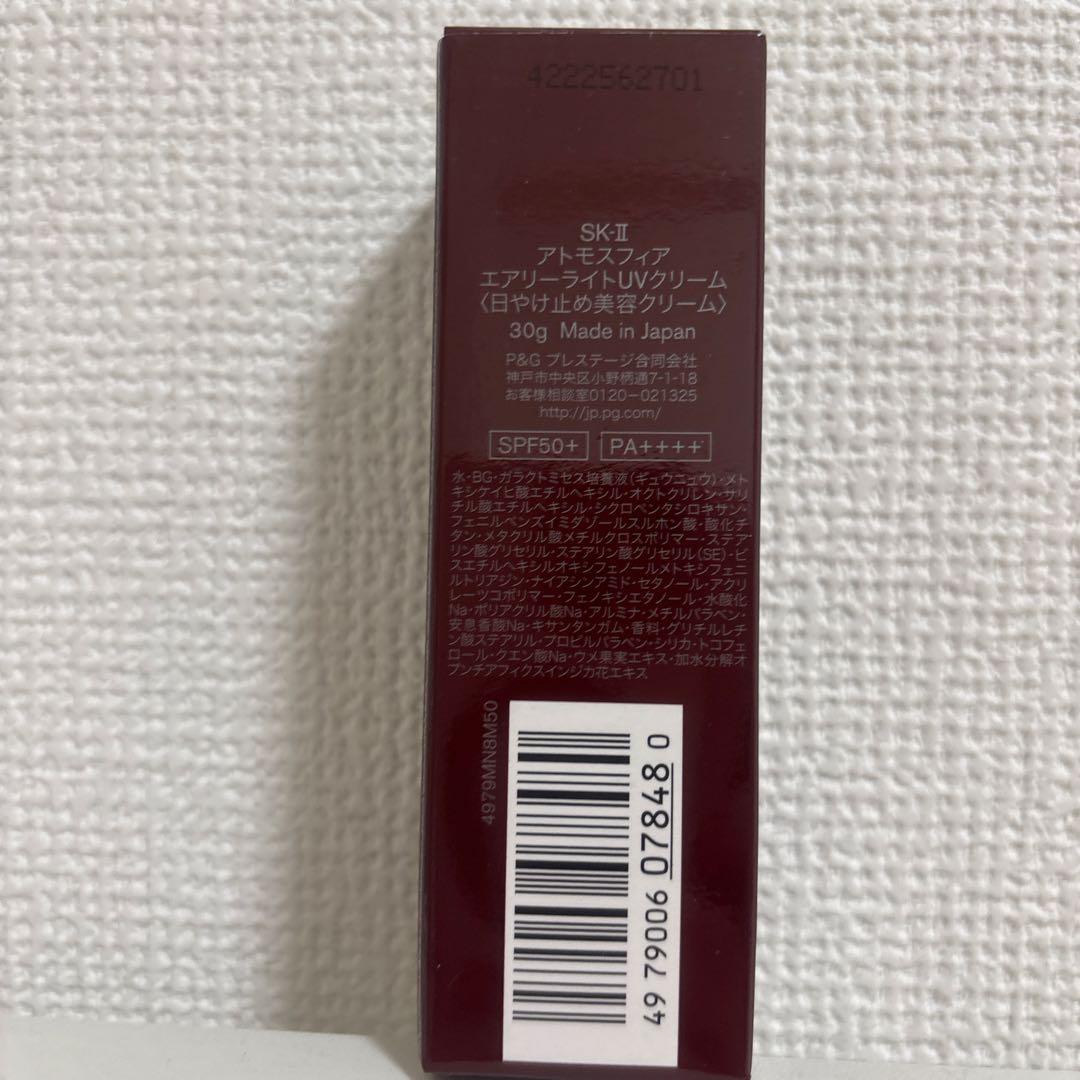 4222562701
SK-II
アトモスフィア
エアリーライトUVクリーム
〈日やけ止め美容クリーム〉
30g Made in Japan
P&G プレステージ合同会社
神戸市中央区小野柄通7-1-18
お客様相談室0120-021325
http://jp.pg.com/
SPF50+ PA++++
水・BG・ガラクトミセス培養液(ギュウニュウ)・メト
キシケイヒ酸エチルヘキシル・オクトクリレン・サリ
チル酸エチルヘキシル・シクロペンタシロキサン・
フェニルベンズイミダゾールスルホン酸・酸化チ
タン・メタクリル酸メチルクロスポリマー・ステア
リン酸グリセリル・ステアリン酸グリセリル(SE)・ビ
スエチルヘキシルオキシフェノールメトキシフェニ
ルトリアジン・ナイアシンアミド・セタノール・アクリ
レーツコポリマー・フェノキシエタノール・水酸化
Na・ポリアクリル酸Na・アルミナ・メチルパラベン・
安息香酸Na・キサンタンガム・香料・グリチルレチ
ン酸ステアリル・プロピルパラベン・シリカ・トコフェ
ロール・クエン酸Na・ウメ果実エキス・加水分解オ
プンチアフィクスインジカ花エキス
4979MN8M50
49 79006 07848 0